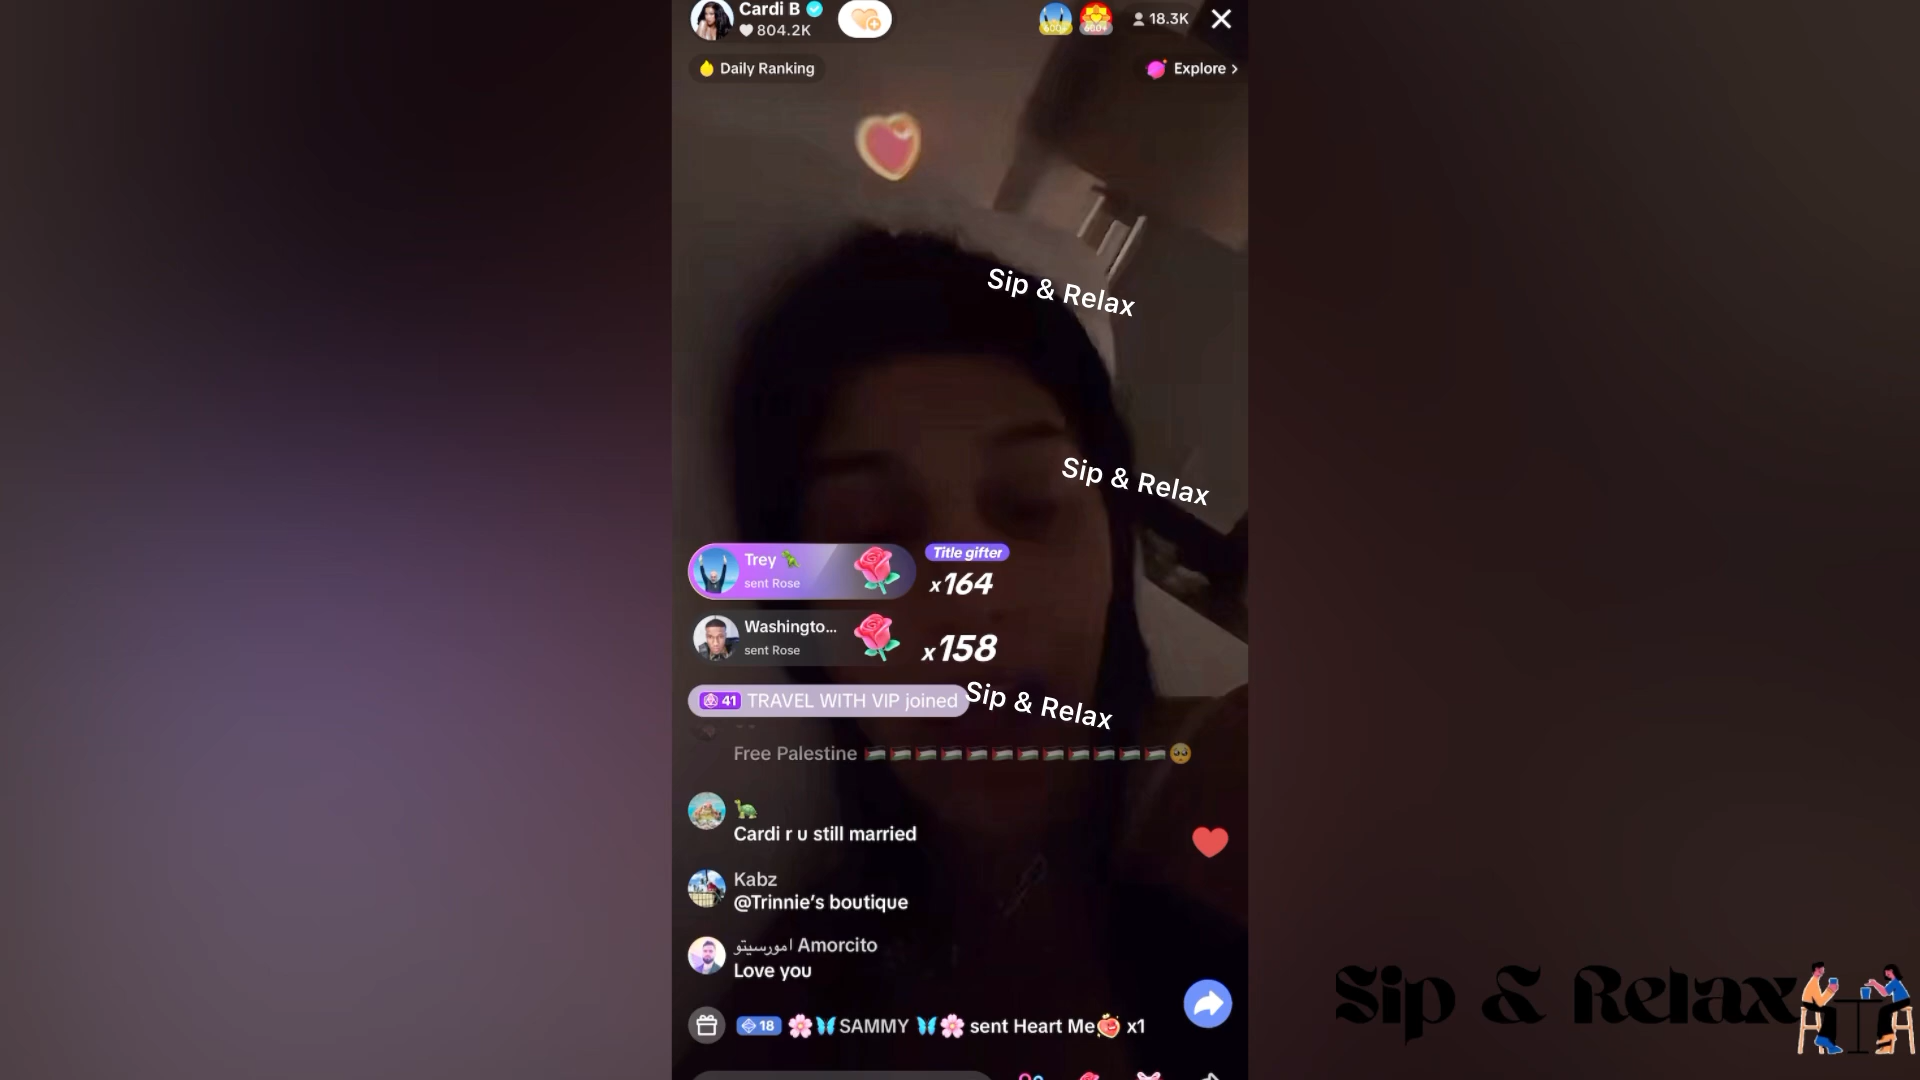 Cardi B
804.2K
600+
600+
18.3K
Daily Ranking
Explore
Sip & Relax
Sip & Relax
Trey
sent Rose
Title gifter
x164
Washingto...
sent Rose
x158
41 TRAVEL WITH VIP joined
Sip & Relax
Free Palestine 🇵🇸🇵🇸🇵🇸🇵🇸🇵🇸🇵🇸🇵🇸🇵🇸🇵🇸🇵🇸🇵🇸🇵🇸🥺
🐢
Cardi r u still married
Kabz
@Trinnie’s boutique
امورسيتو Amorcito
Love you
18 🌸🦋SAMMY 🦋🌸 sent Heart Me x1
Sip & Relax